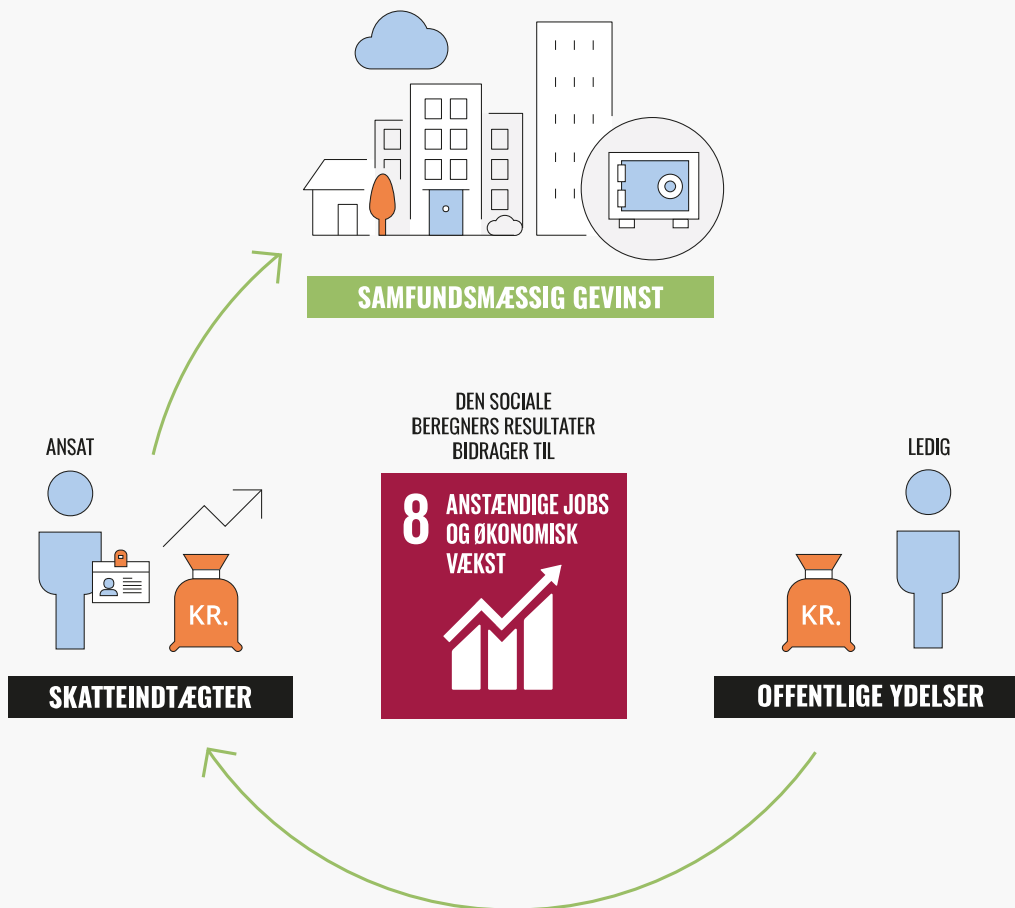 SAMFUNDSMÆSSIG GEVINST
DEN SOCIALE
BEREGNERS RESULTATER
BIDRAGER TIL
8 ANSTÆNDIGE JOBS
OG ØKONOMISK
VÆKST
ANSAT
KR.
SKATTEINDTÆGTER
LEDIG
KR.
OFFENTLIGE YDELSER